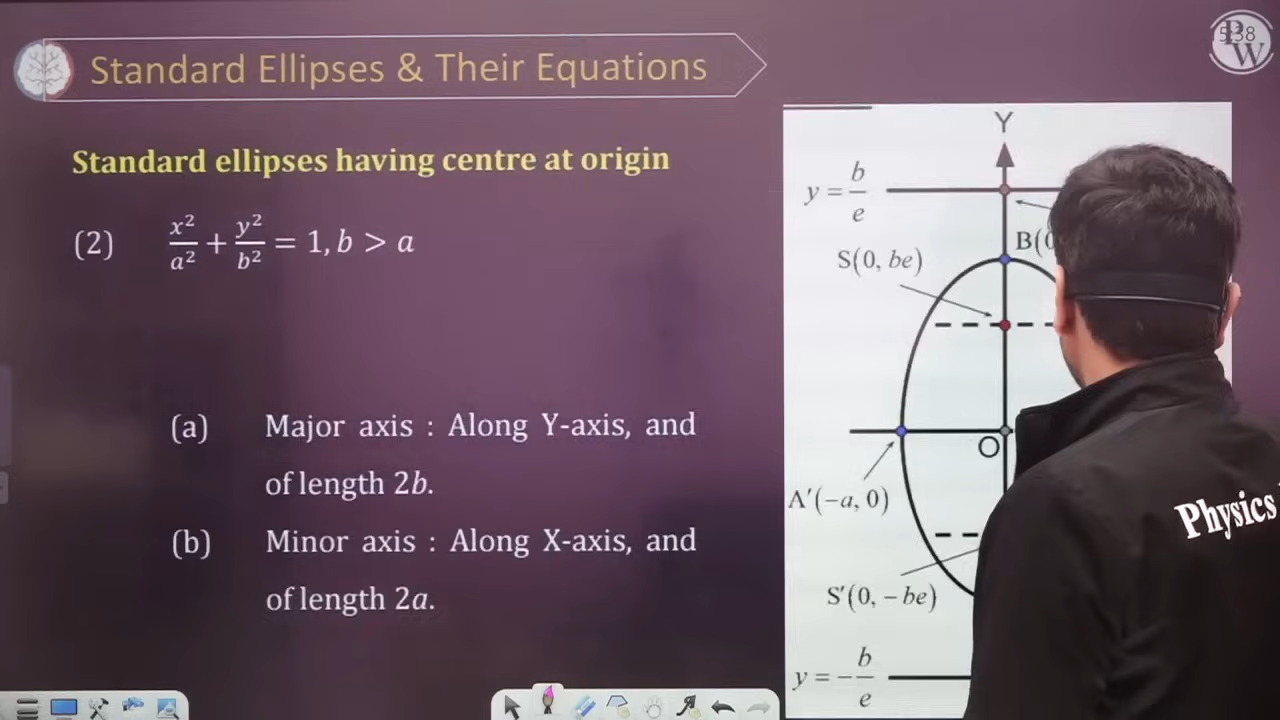 Standard Ellipses & Their Equations
PW
Standard ellipses having centre at origin
(2) x²/a² + y²/b² = 1, b > a
(a) Major axis : Along Y-axis, and
of length 2b.
(b) Minor axis : Along X-axis, and
of length 2a.
Y
y = b/e
B(0
S(0, be)
O
A′(−a, 0)
S′(0, − be)
y = − b/e
Physics